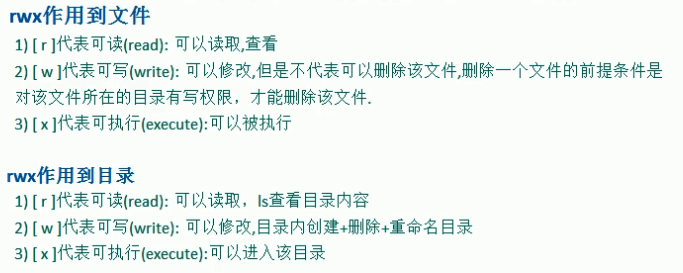 rwx作用到文件
1) [ r ]代表可读(read): 可以读取,查看
2) [ w ]代表可写(write): 可以修改,但是不代表可以删除该文件,删除一个文件的前提条件是
对该文件所在的目录有写权限，才能删除该文件.
3) [ x ]代表可执行(execute):可以被执行
rwx作用到目录
1) [ r ]代表可读(read): 可以读取，ls查看目录内容
2) [ w ]代表可写(write): 可以修改,目录内创建+删除+重命名目录
3) [ x ]代表可执行(execute):可以进入该目录